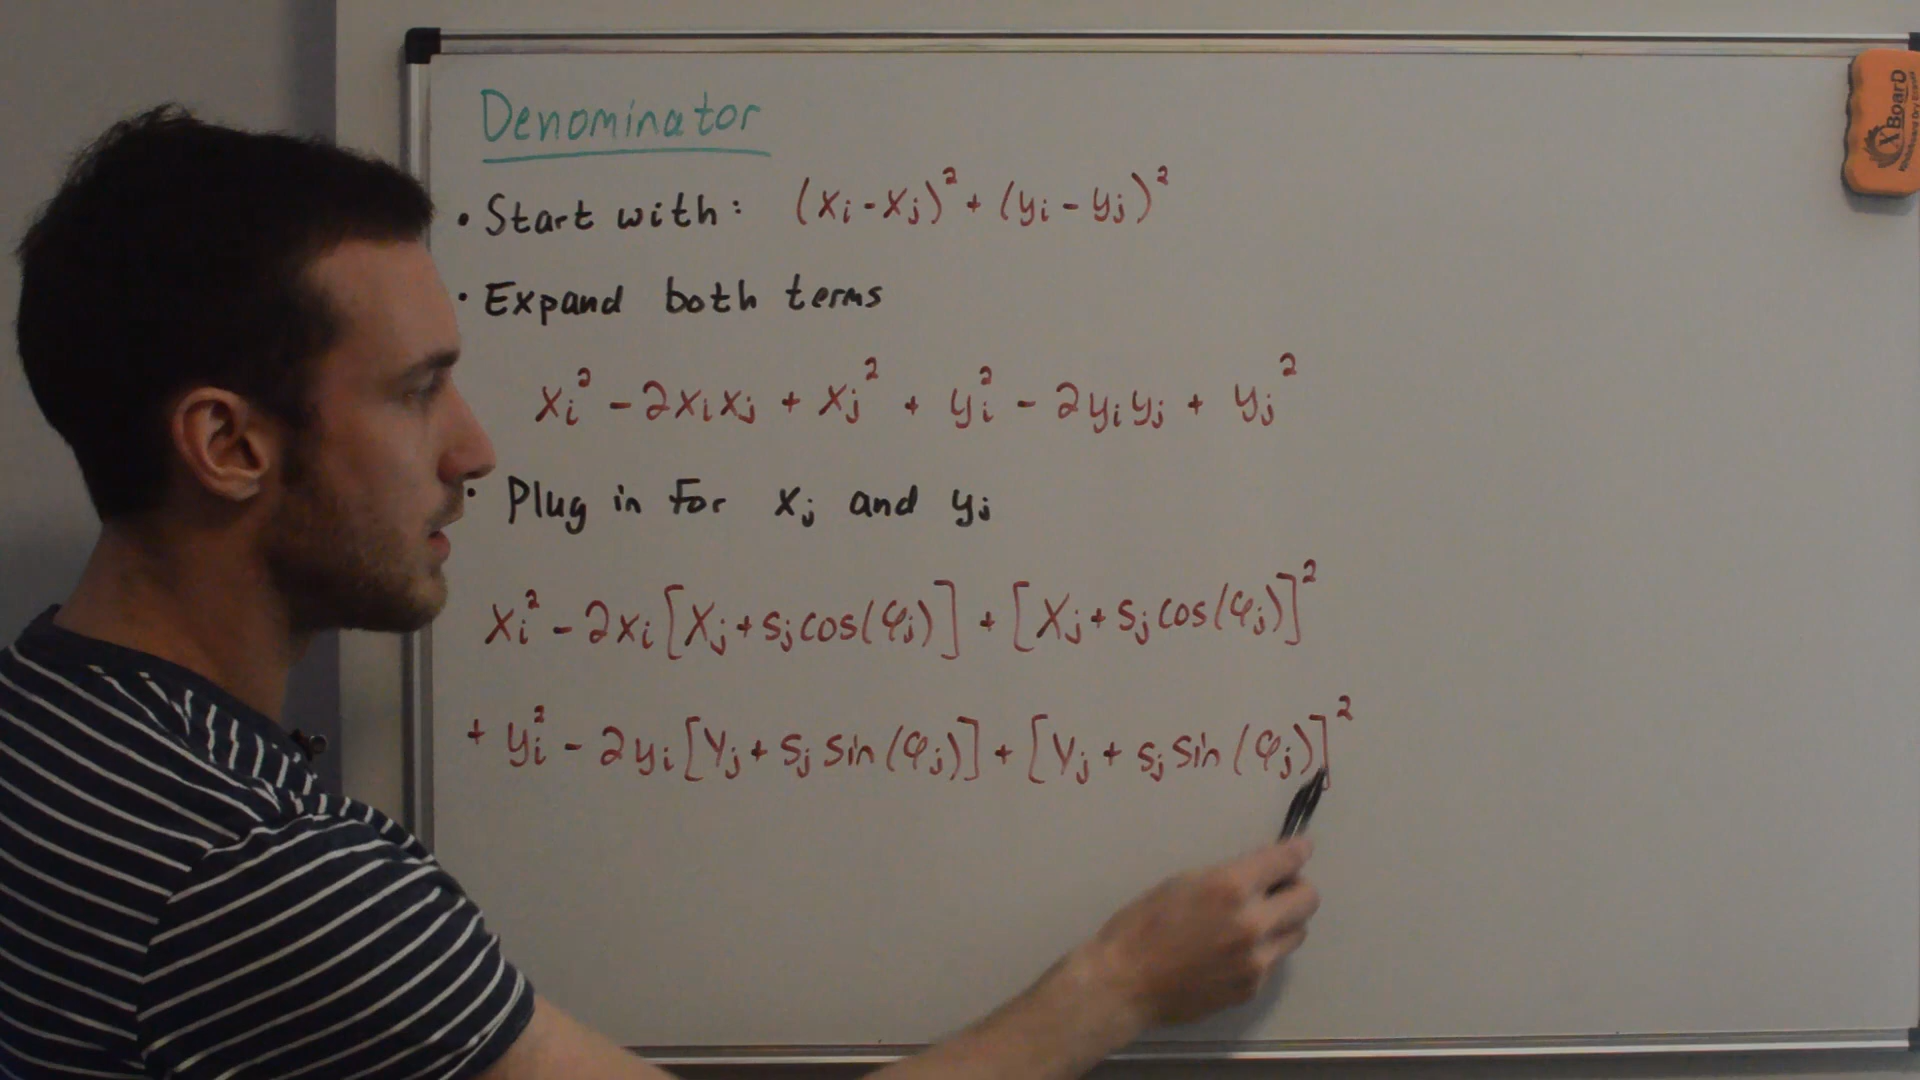 Denominator
• Start with: (xi - xj)² + (yi - yj)²
• Expand both terms
xi² - 2xixj + xj² + yi² - 2yiyj + yj²
• Plug in for xj and yj
xi² - 2xi[Xj + sj cos(φj)] + [Xj + sj cos(φj)]²
+ yi² - 2yi[Yj + sj sin(φj)] + [Yj + sj sin(φj)]²
XBoarD